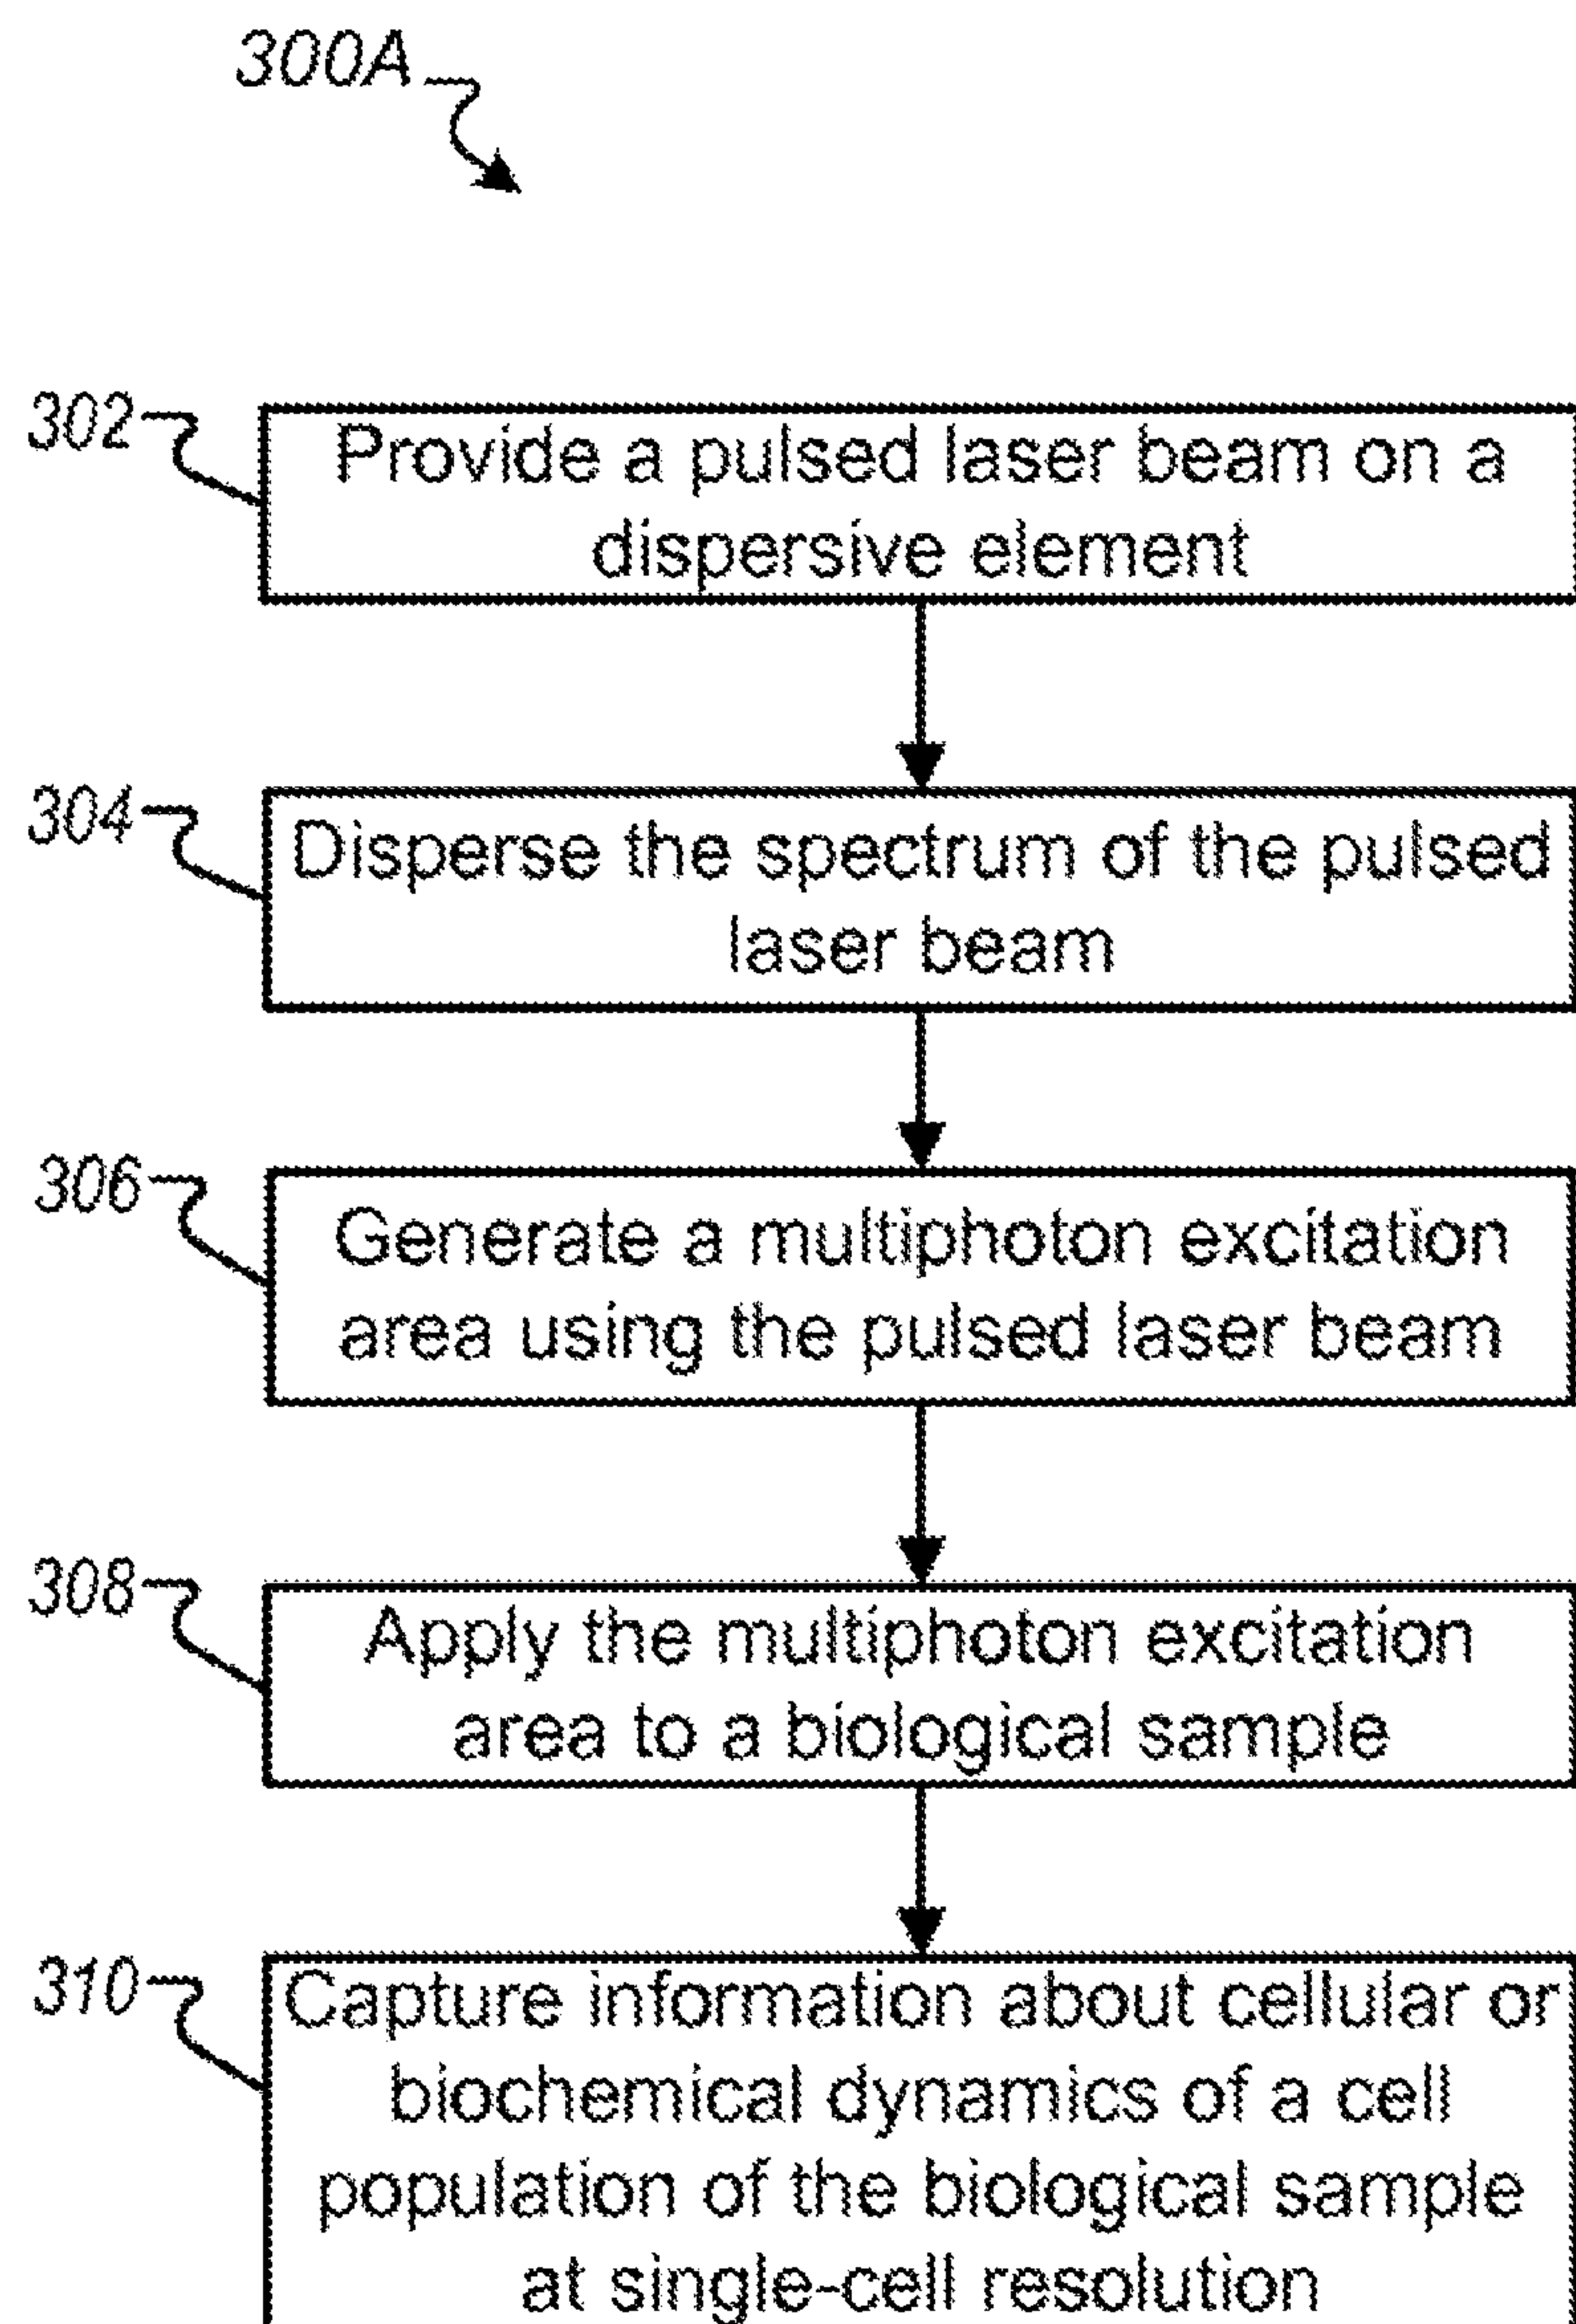 300A
302
Provide a pulsed laser beam on a
dispersive element
304
Disperse the spectrum of the pulsed
laser beam
306
Generate a multiphoton excitation
area using the pulsed laser beam
308
Apply the multiphoton excitation
area to a biological sample
310
Capture information about cellular or
biochemical dynamics of a cell
population of the biological sample
at single-cell resolution